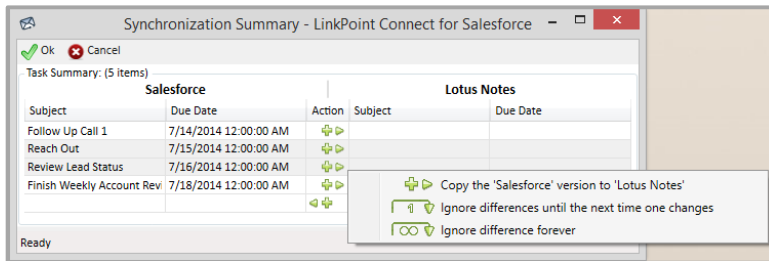 Synchronization Summary - LinkPoint Connect for Salesforce
Ok Cancel
Task Summary: (5 items)
Salesforce Lotus Notes
Subject Due Date Action Subject Due Date
Follow Up Call 1 7/14/2014 12:00:00 AM
Reach Out 7/15/2014 12:00:00 AM
Review Lead Status 7/16/2014 12:00:00 AM
Finish Weekly Account Revi 7/18/2014 12:00:00 AM
Copy the 'Salesforce' version to 'Lotus Notes'
1 Ignore differences until the next time one changes
∞ Ignore difference forever
Ready